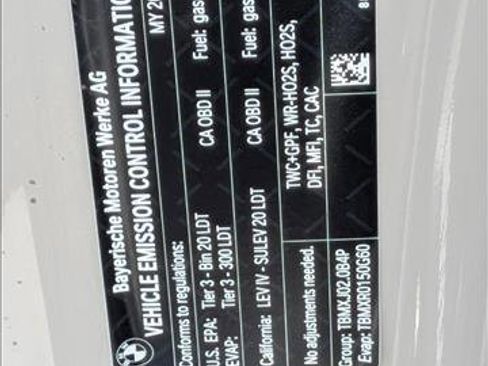 Bayerische Motoren Werke AG
VEHICLE EMISSION CONTROL INFORMATION
Conforms to regulations: MY 20
U.S. EPA: Tier 3 - Bin 20 LDT CA OBD II Fuel: gas
EVAP: Tier 3 - 300 LDT
California: LEV IV - SULEV 20 LDT CA OBD II Fuel: gas
No adjustments needed. TWC+GPF, WR-HO2S, HO2S,
DFI, MFI, TC, CAC
Group: TBMXJ02.0B4P
Evap: TBMXR0150G60